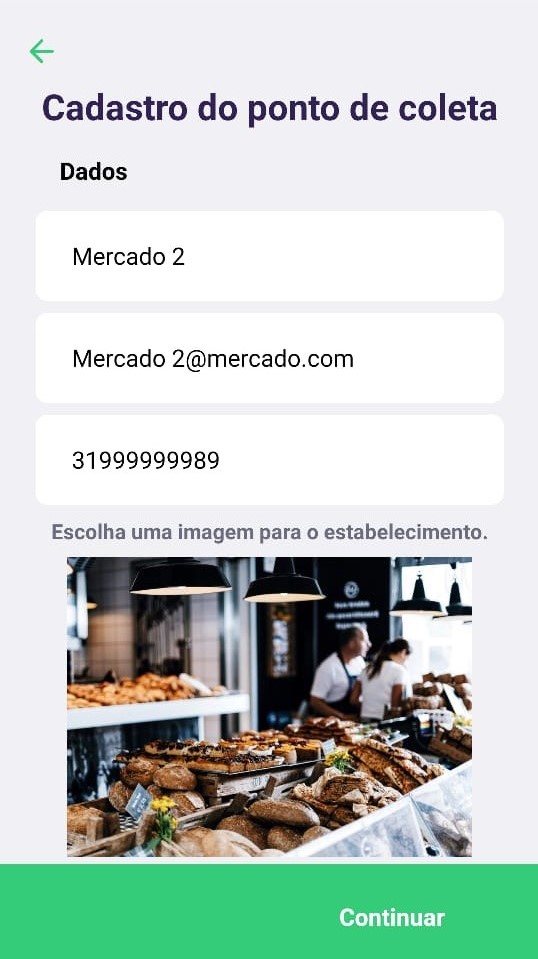 Cadastro do ponto de coleta
Dados
Mercado 2
Mercado 2@mercado.com
31999999989
Escolha uma imagem para o estabelecimento.
Continuar